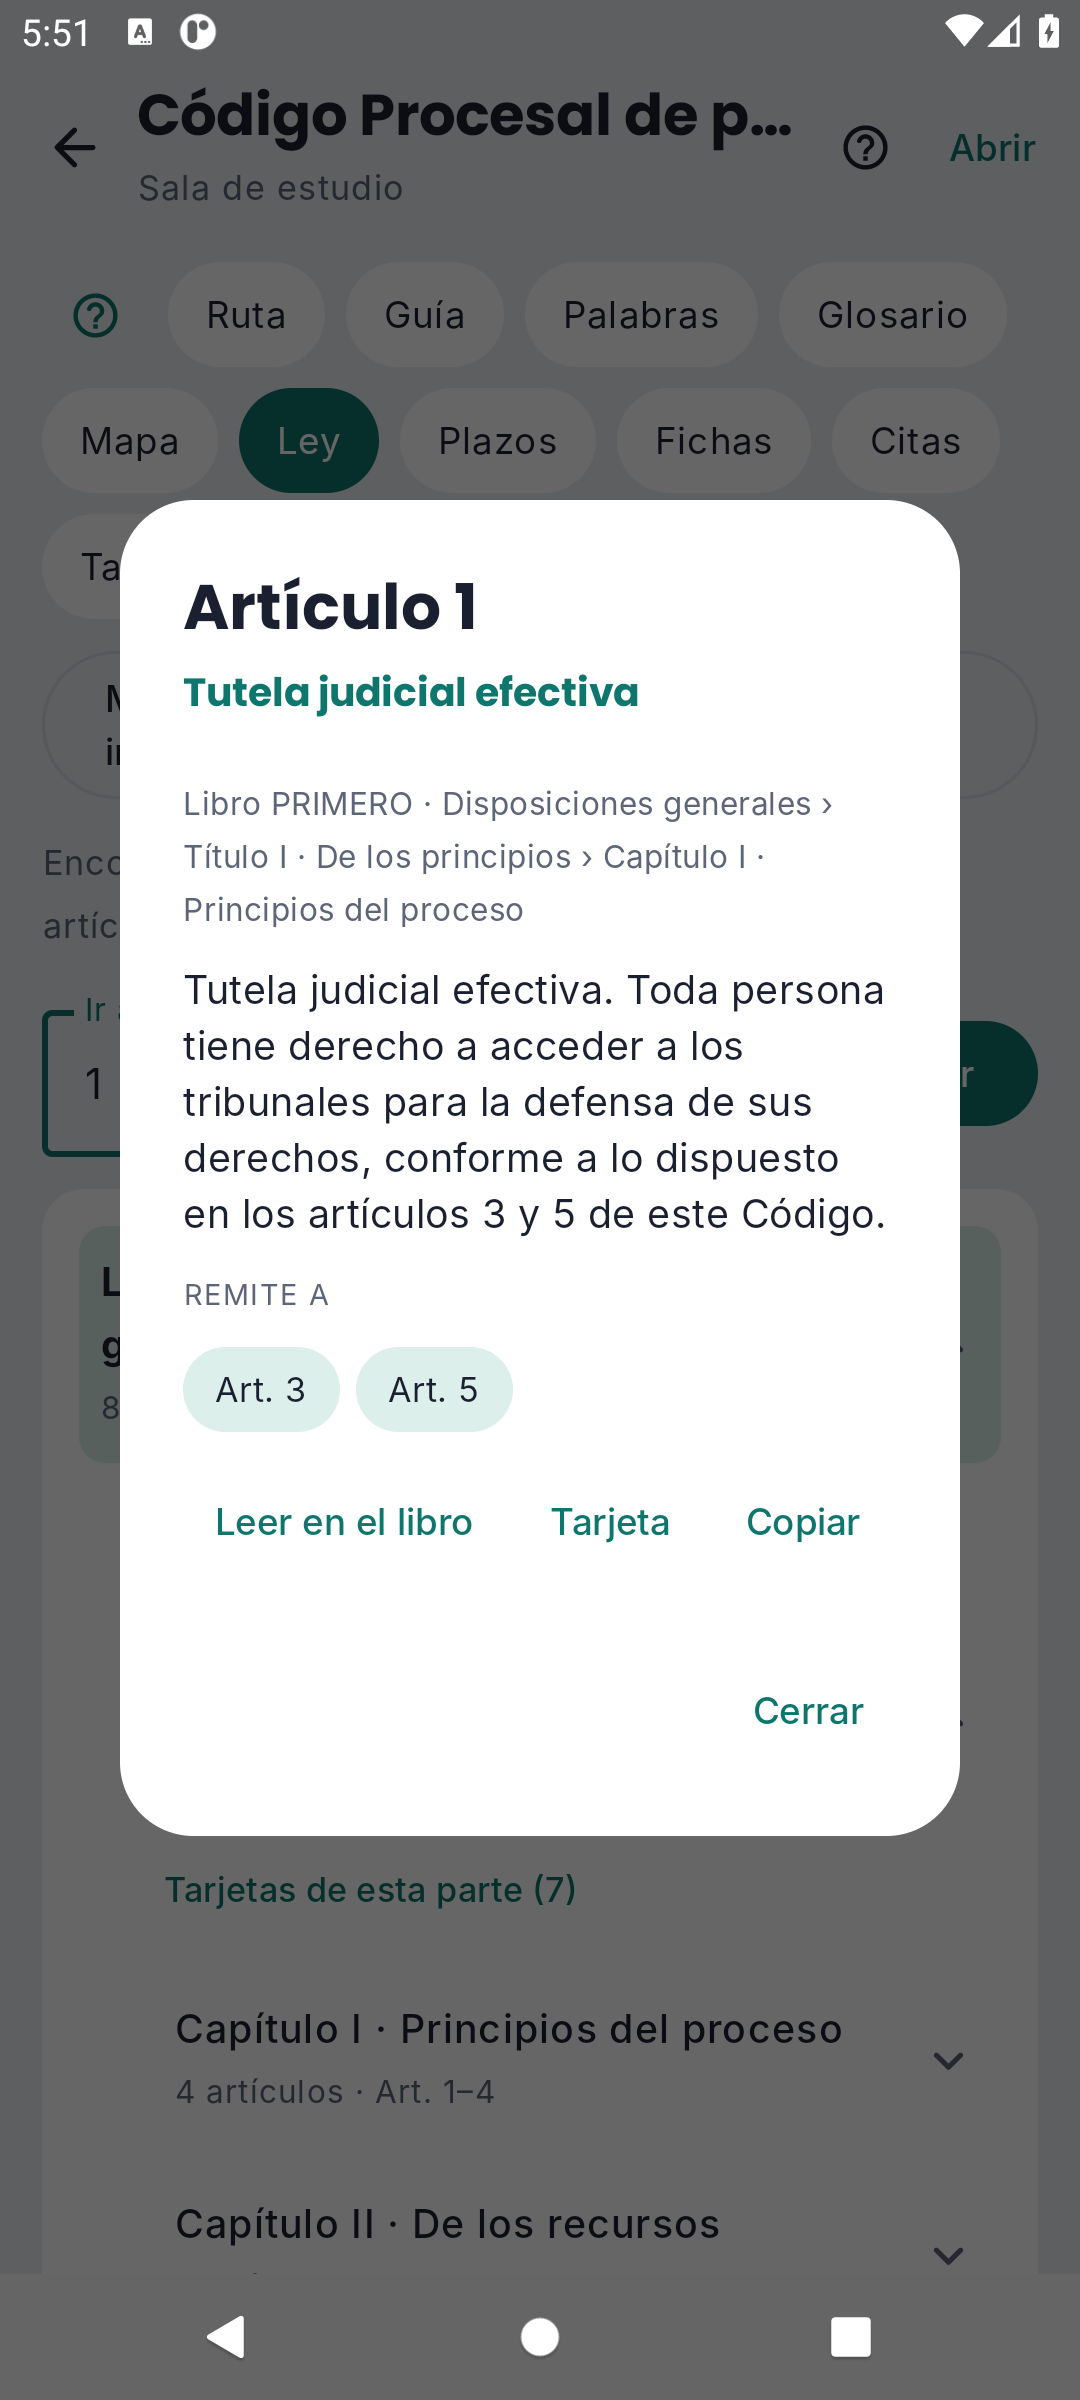 5:51
Código Procesal de p...
Sala de estudio
Abrir
Ruta
Guía
Palabras
Glosario
Mapa
Ley
Plazos
Fichas
Citas
Artículo 1
Tutela judicial efectiva
Libro PRIMERO · Disposiciones generales ›
Título I · De los principios › Capítulo I ·
Principios del proceso
Tutela judicial efectiva. Toda persona
tiene derecho a acceder a los
tribunales para la defensa de sus
derechos, conforme a lo dispuesto
en los artículos 3 y 5 de este Código.
REMITE A
Art. 3
Art. 5
Leer en el libro
Tarjeta
Copiar
Cerrar
Ir
1
Tarjetas de esta parte (7)
Capítulo I · Principios del proceso
4 artículos · Art. 1–4
Capítulo II · De los recursos